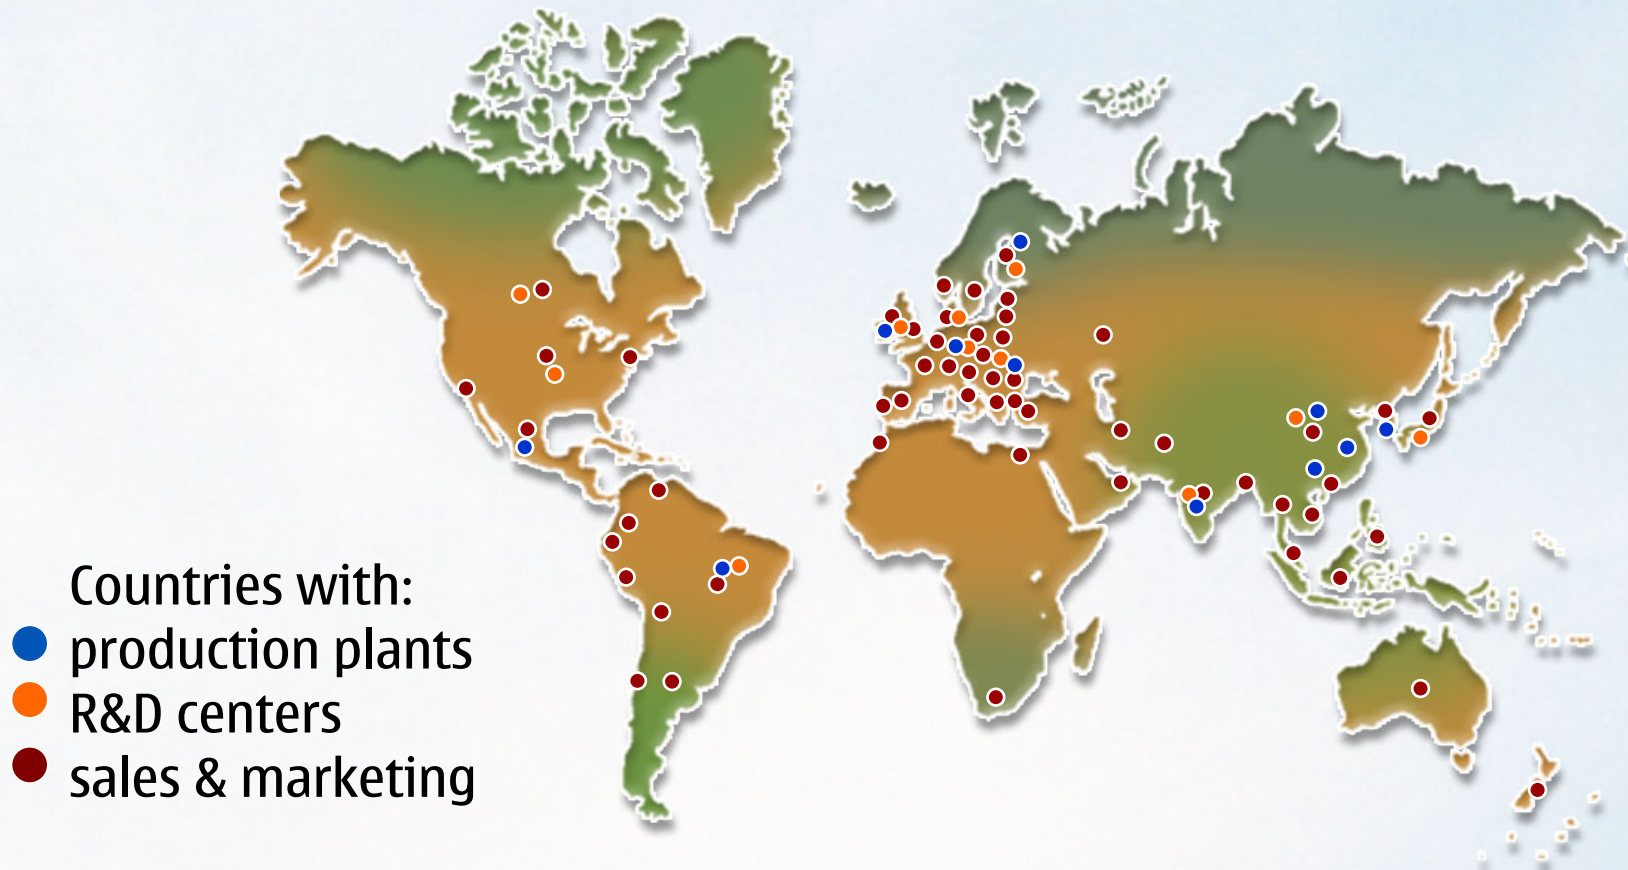 Countries with:
production plants
R&D centers
sales & marketing